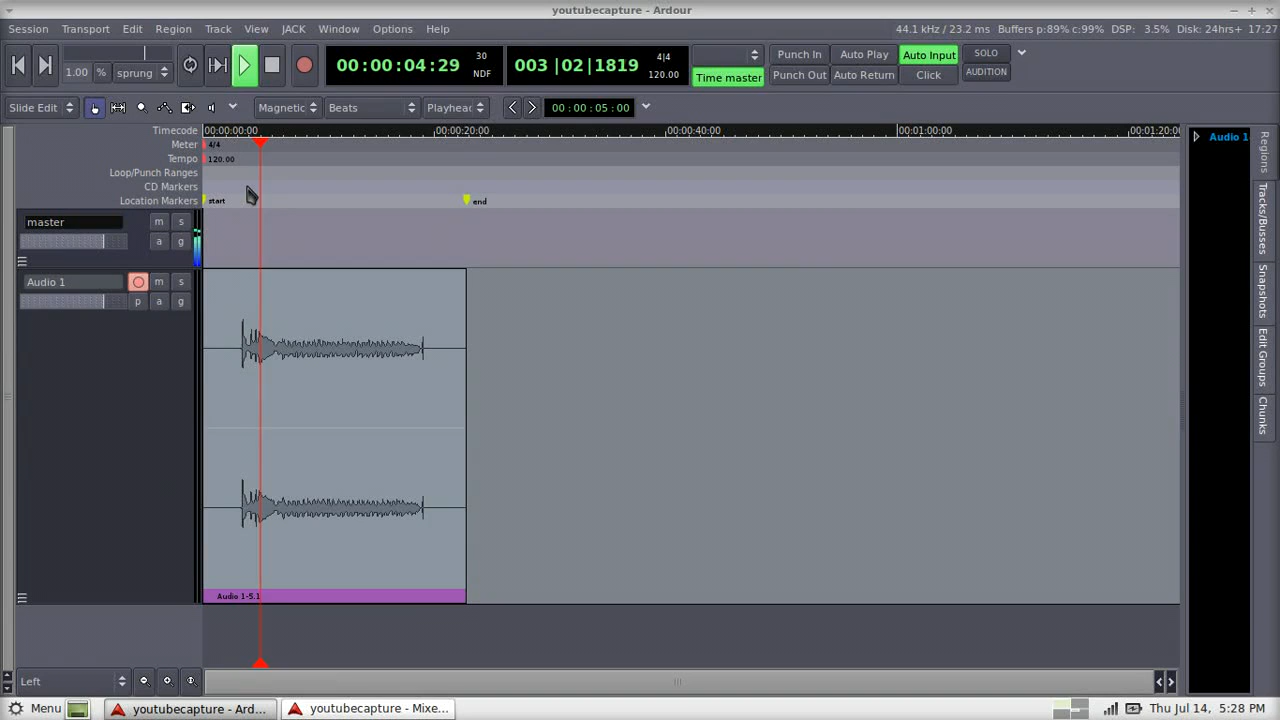 youtubecapture - Ardour
Session Transport Edit Region Track View JACK Window Options Help
44.1 kHz / 23.2 ms Buffers p:89% c:99% DSP: 3.5% Disk: 24hrs+ 17:27
1.00 % sprung
00:00:04:29 30 NDF
003|02|1819 4/4 120.00
Time master
Punch In Auto Play Auto Input SOLO
Punch Out Auto Return Click AUDITION
Slide Edit Magnetic Beats Playhea 00:00:05:00
Timecode 00:00:00:00 00:00:20:00 00:00:40:00 00:01:00:00 00:01:20:0
Meter 4/4
Tempo 120.00
Loop/Punch Ranges
CD Markers
Location Markers start end
master m s
a g
Audio 1 m s
p a g
Audio 1-5.1
Audio 1
Regions
Tracks/Busses
Snapshots
Edit Groups
Chunks
Left
Menu youtubecapture - Ard... youtubecapture - Mixe... Thu Jul 14, 5:28 PM